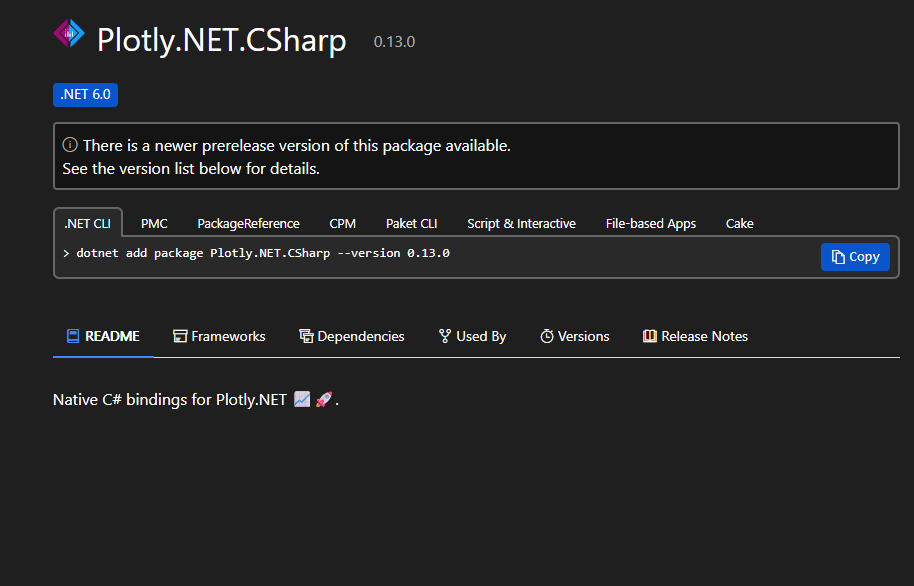 Plotly.NET.CSharp 0.13.0
.NET 6.0
There is a newer prerelease version of this package available.
See the version list below for details.
.NET CLI PMC PackageReference CPM Paket CLI Script & Interactive File-based Apps Cake
> dotnet add package Plotly.NET.CSharp --version 0.13.0 Copy
README Frameworks Dependencies Used By Versions Release Notes
Native C# bindings for Plotly.NET 📈 🚀.